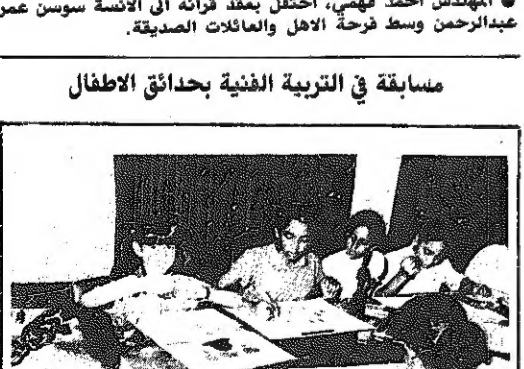 ● المهندس احمد فهمي، احتفل بعقد قرانه الى الآنسة سوسن عمر
عبدالرحمن وسط فرحة الاهل والعائلات الصديقة.
مسابقة في التربية الفنية بحدائق الاطفال